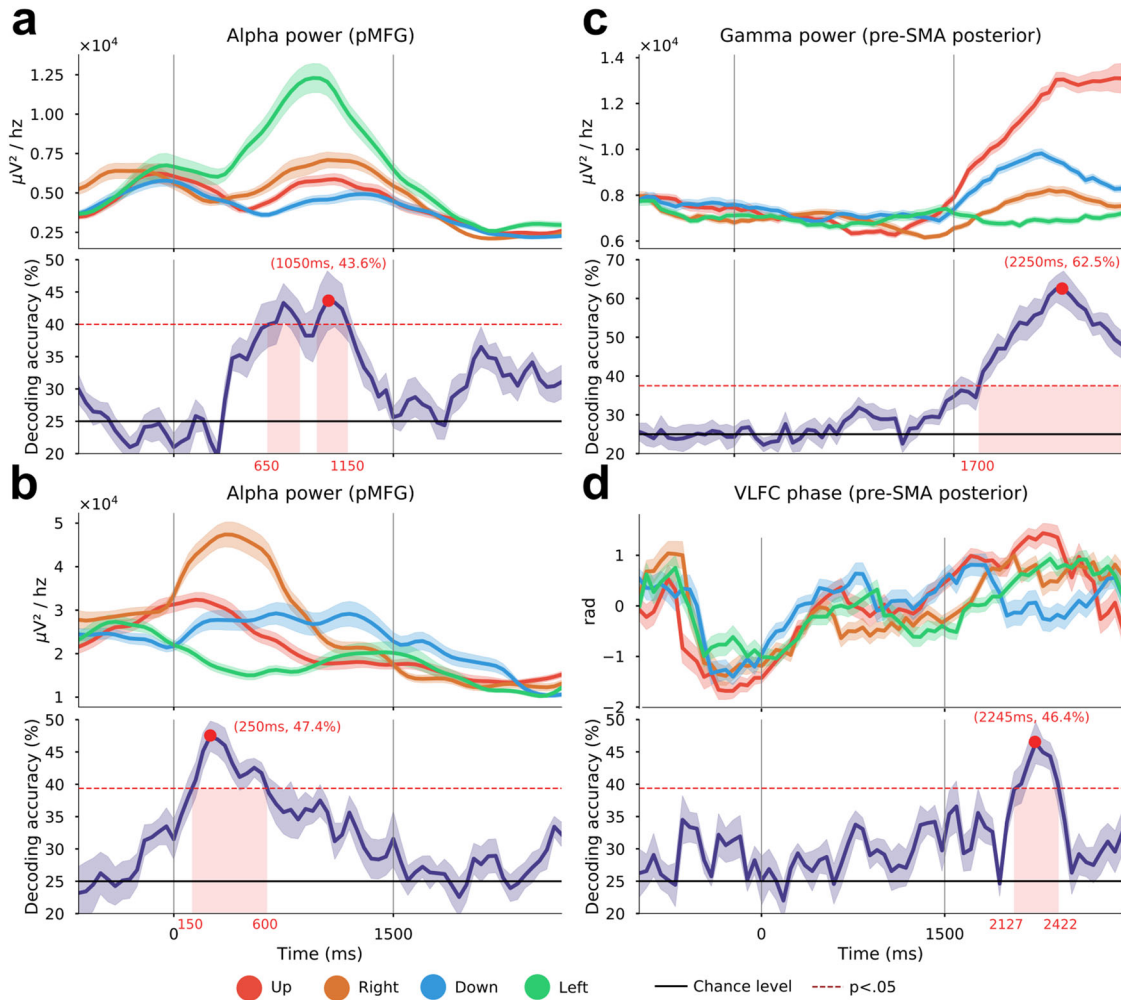 a
Alpha power (pMFG)
×10⁴
1.25
1.00
0.75
0.50
0.25
µV² / hz
50
45
40
35
30
25
20
Decoding accuracy (%)
(1050ms, 43.6%)
650
1150
c
Gamma power (pre-SMA posterior)
×10⁴
1.4
1.2
1.0
0.8
0.6
µV² / hz
70
60
50
40
30
20
Decoding accuracy (%)
(2250ms, 62.5%)
1700
b
Alpha power (pMFG)
×10⁴
5
4
3
2
1
µV² / hz
50
45
40
35
30
25
20
Decoding accuracy (%)
(250ms, 47.4%)
150
600
0
1500
Time (ms)
d
VLFC phase (pre-SMA posterior)
1
0
−1
−2
rad
50
45
40
35
30
25
20
Decoding accuracy (%)
(2245ms, 46.4%)
2127
2422
0
1500
Time (ms)
Up Right Down Left Chance level p<.05